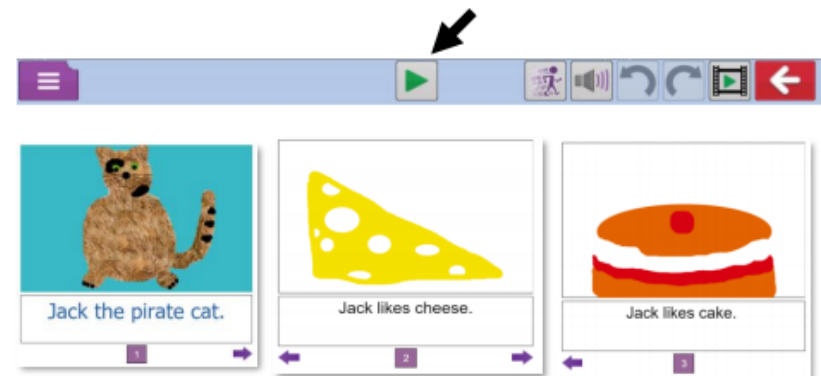 Jack the pirate cat.
Jack likes cheese.
Jack likes cake.
1
2
3